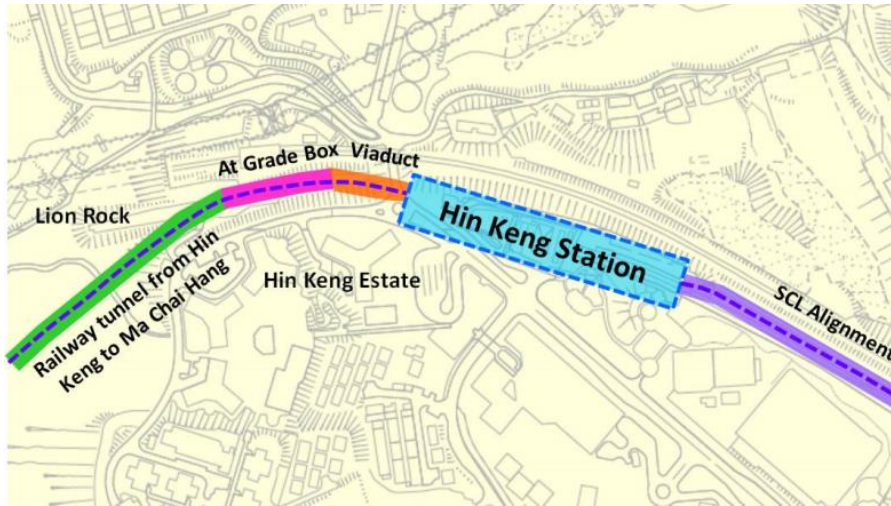 At Grade Box Viaduct
Lion Rock
Hin Keng Station
Railway tunnel from Hin
Keng to Ma Chai Hang
Hin Keng Estate
SCL Alignment